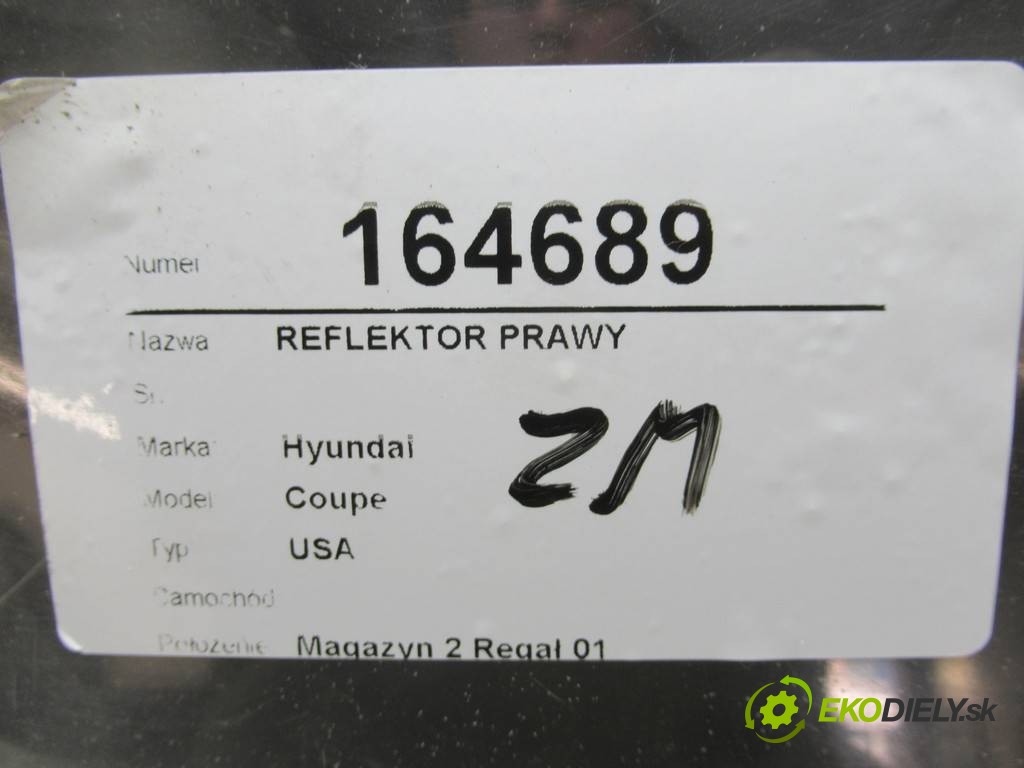 Numer 164689
Nazwa REFLEKTOR PRAWY
Sr.
Marka Hyundai
Model Coupe
Typ USA
Samochód
Położenie Magazyn 2 Regał 01
ZM
EKODIELY.sk